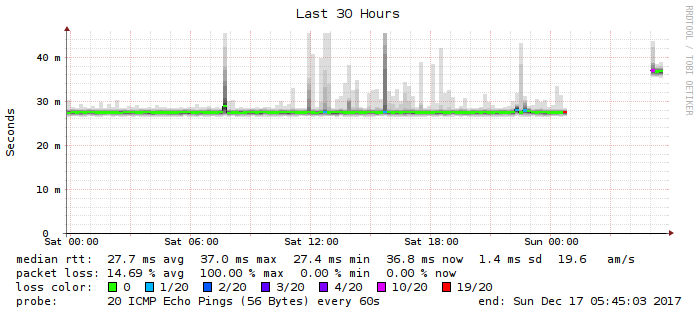 Last 30 Hours
RRDTOOL / TOBI OETIKER
Seconds
40 m
30 m
20 m
10 m
0
Sat 00:00 Sat 06:00 Sat 12:00 Sat 18:00 Sun 00:00
median rtt: 27.7 ms avg 37.0 ms max 27.4 ms min 36.8 ms now 1.4 ms sd 19.6 am/s
packet loss: 14.69 % avg 100.00 % max 0.00 % min 0.00 % now
loss color: 0 1/20 2/20 3/20 4/20 10/20 19/20
probe: 20 ICMP Echo Pings (56 Bytes) every 60s end: Sun Dec 17 05:45:03 2017